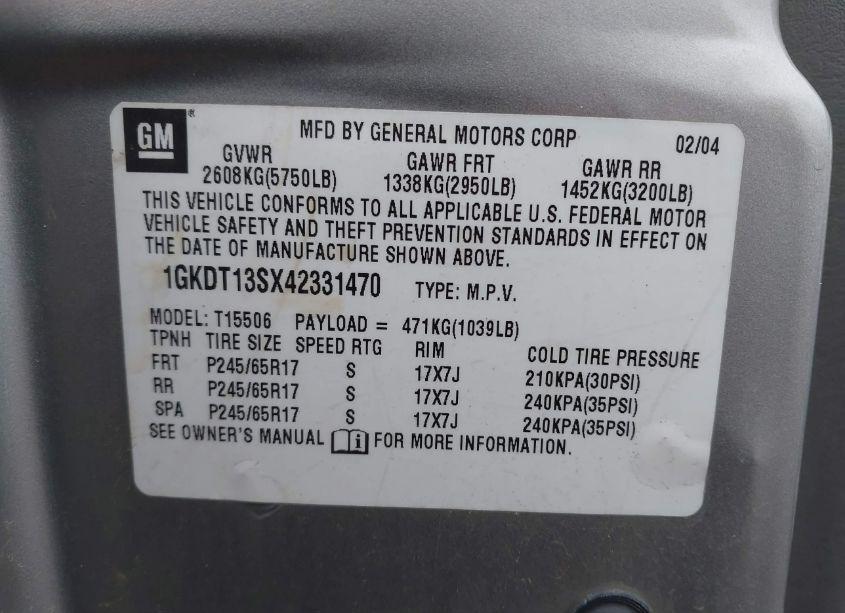 GM ® MFD BY GENERAL MOTORS CORP 02/04
GVWR GAWR FRT GAWR RR
2608KG(5750LB) 1338KG(2950LB) 1452KG(3200LB)
THIS VEHICLE CONFORMS TO ALL APPLICABLE U.S. FEDERAL MOTOR
VEHICLE SAFETY AND THEFT PREVENTION STANDARDS IN EFFECT ON
THE DATE OF MANUFACTURE SHOWN ABOVE.
1GKDT13SX42331470 TYPE: M.P.V.
MODEL: T15506 PAYLOAD = 471KG(1039LB)
TPNH TIRE SIZE SPEED RTG RIM COLD TIRE PRESSURE
FRT P245/65R17 S 17X7J 210KPA(30PSI)
RR P245/65R17 S 17X7J 240KPA(35PSI)
SPA P245/65R17 S 17X7J 240KPA(35PSI)
SEE OWNER'S MANUAL i FOR MORE INFORMATION.